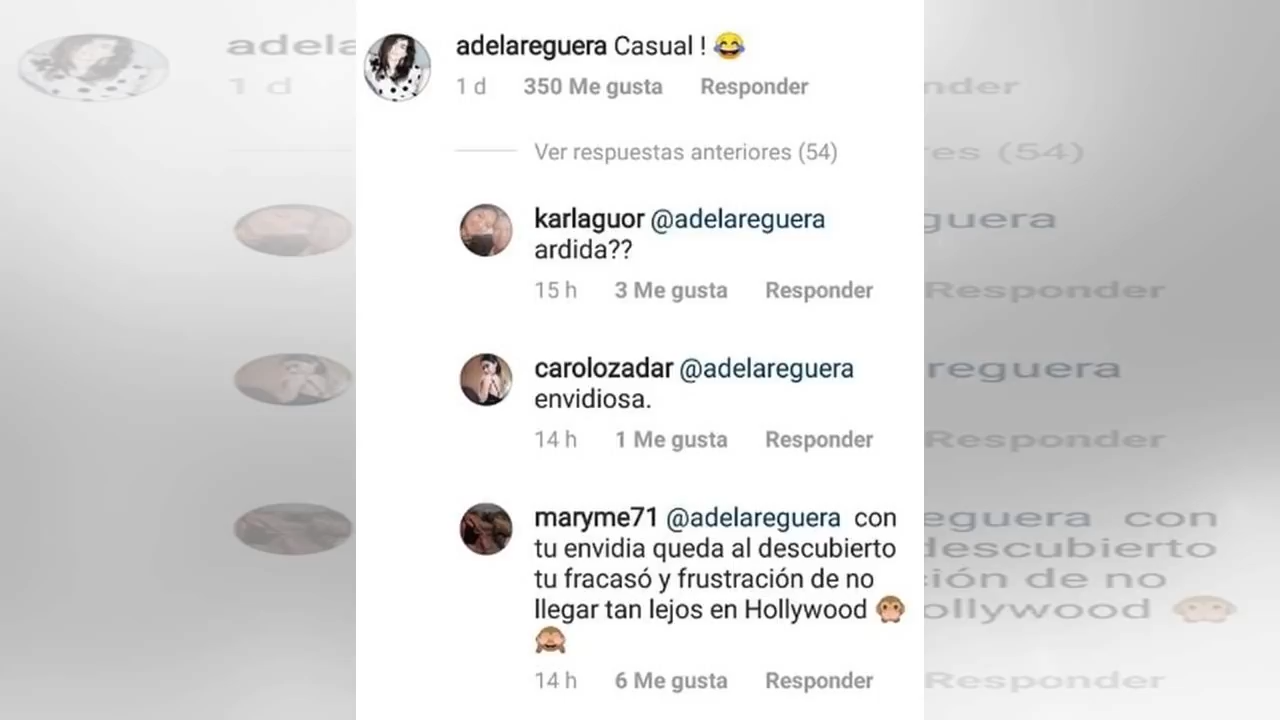 adelareguera Casual ! 😂
1 d 350 Me gusta Responder
Ver respuestas anteriores (54)
karlaguor @adelareguera
ardida??
15 h 3 Me gusta Responder
carolozadar @adelareguera
envidiosa.
14 h 1 Me gusta Responder
maryme71 @adelareguera con
tu envidia queda al descubierto
tu fracasó y frustración de no
llegar tan lejos en Hollywood 🙊
🙈
14 h 6 Me gusta Responder